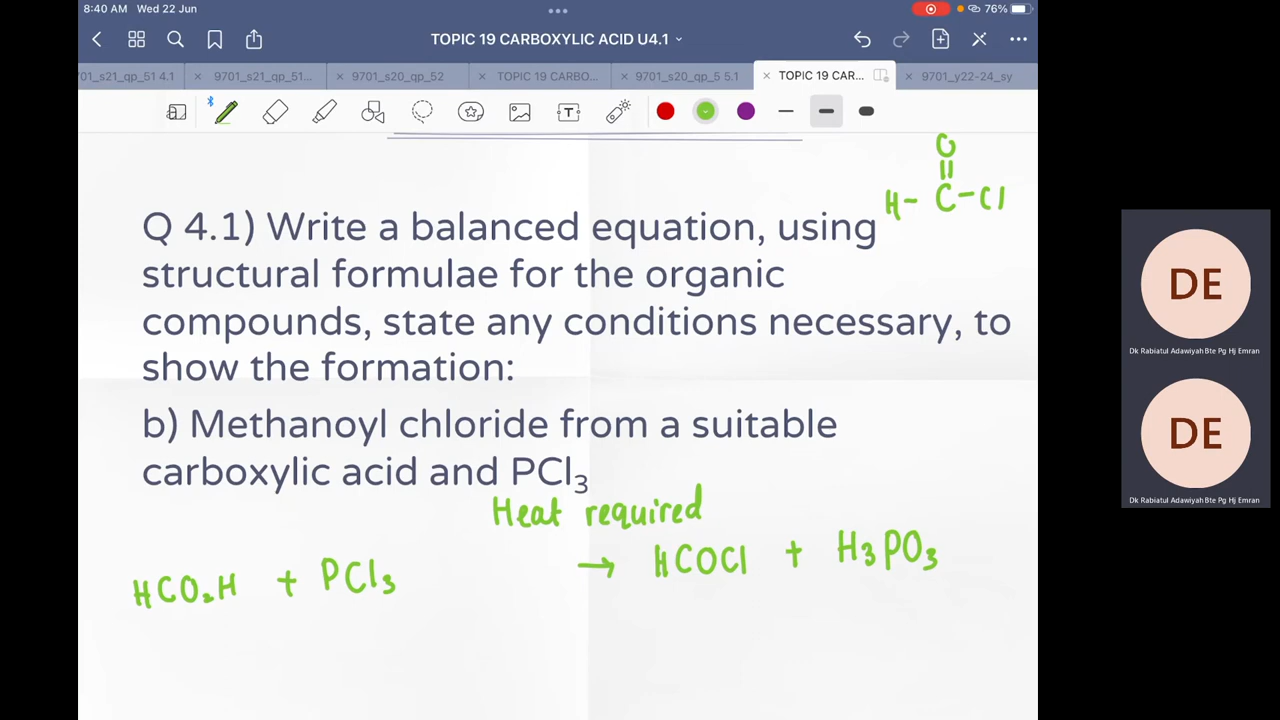 8:40 AM Wed 22 Jun
76%
TOPIC 19 CARBOXYLIC ACID U4.1
71_s21_qp_51 4.1
9701_s21_qp_51...
9701_s20_qp_52
TOPIC 19 CARBO...
9701_s20_qp_5 5.1
TOPIC 19 CAR...
9701_y22-24_sy
T
O
H- C-Cl
Q 4.1) Write a balanced equation, using
structural formulae for the organic
compounds, state any conditions necessary, to
show the formation:
b) Methanoyl chloride from a suitable
carboxylic acid and PCl₃
Heat required
HCO₂H + PCl₃ → HCOCl + H₃PO₃
DE
Dk Rabiatul Adawiyah Bte Pg Hj Emran
DE
Dk Rabiatul Adawiyah Bte Pg Hj Emran